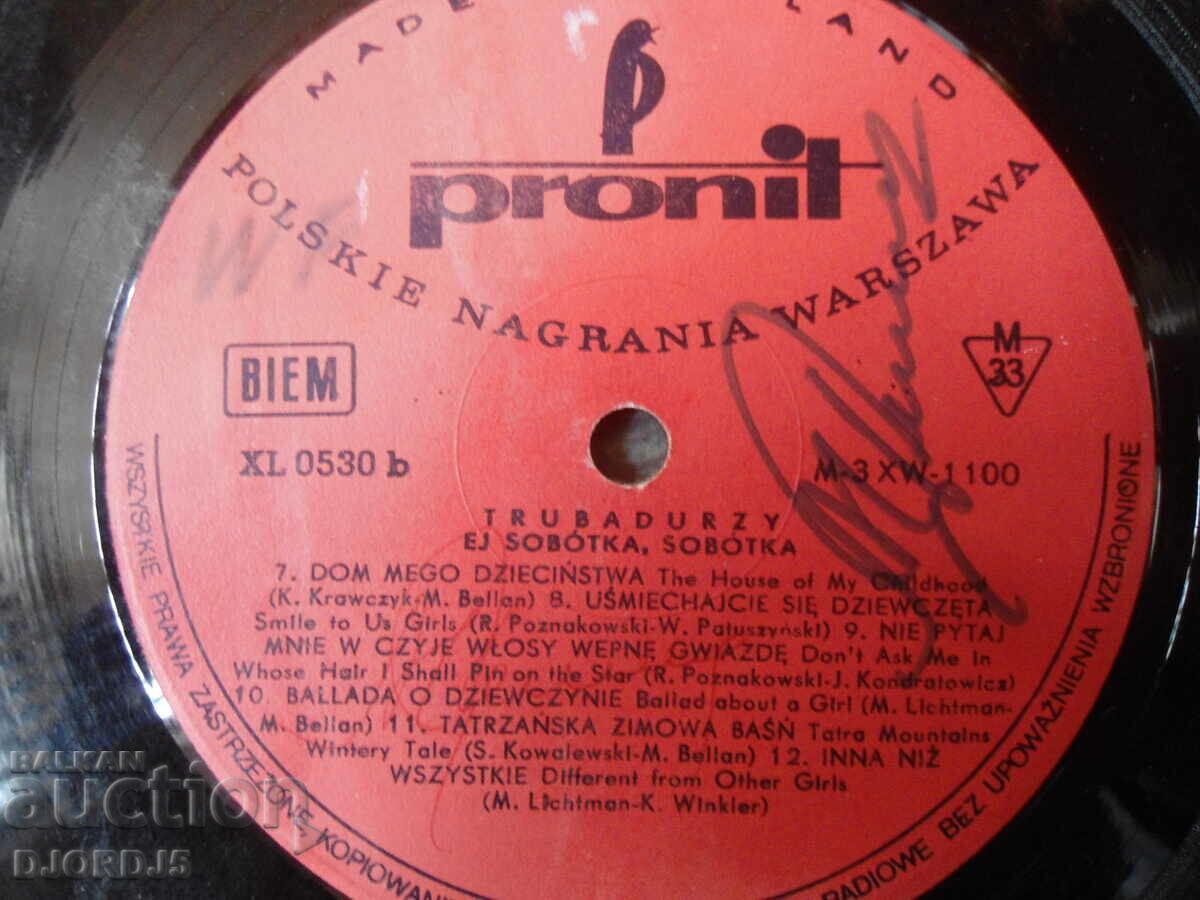 MADE LAND
pronit
POLSKIE NAGRANIA WARSZAWA
BIEM
M
33
XL 0530 b
M-3 XW-1100
TRUBADURZY
EJ SOBÓTKA, SOBÓTKA
7. DOM MEGO DZIECIŃSTWA The House of My Childhood
(K. Krawczyk-M. Bellan) 8. UŚMIECHAJCIE SIĘ DZIEWCZĘTA
Smile to Us Girls (R. Poznakowski-W. Patuszyński) 9. NIE PYTAJ
MNIE W CZYJE WŁOSY WEPNĘ GWIAZDĘ Don't Ask Me in
Whose Hair I Shall Pin on the Star (R. Poznakowski-J. Kondratowicz)
10. BALLADA O DZIEWCZYNIE Ballad about a Girl (M. Lichtman-
M. Bellan) 11. TATRZAŃSKA ZIMOWA BAŚŃ Tatra Mountains
Wintery Tale (S. Kowalewski-M. Bellan) 12. INNA NIŻ
WSZYSTKIE Different from Other Girls
(M. Lichtman-K. Winkler)
WSZYSTKIE PRAWA ZASTRZEŻONE, KOPIOWANI
RADIOWE BEZ UPOWAŻNIENIA WZBRONIONE
BALKAN
auction
DJORDJ5